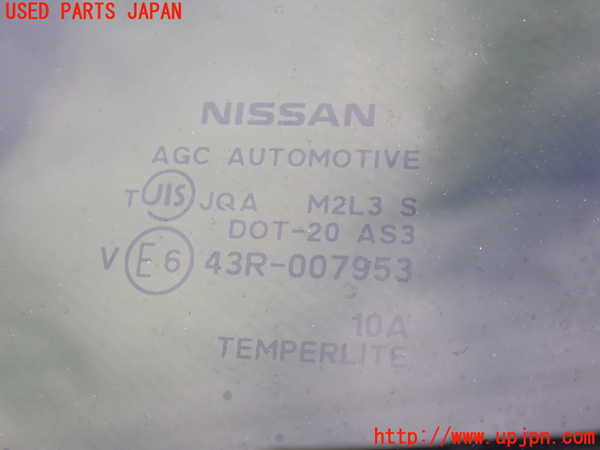 USED PARTS JAPAN
NISSAN
AGC AUTOMOTIVE
T JIS JQA M2L3 S
DOT-20 AS3
V E6 43R-007953
10A
TEMPERLITE
http://www.upjpn.com/